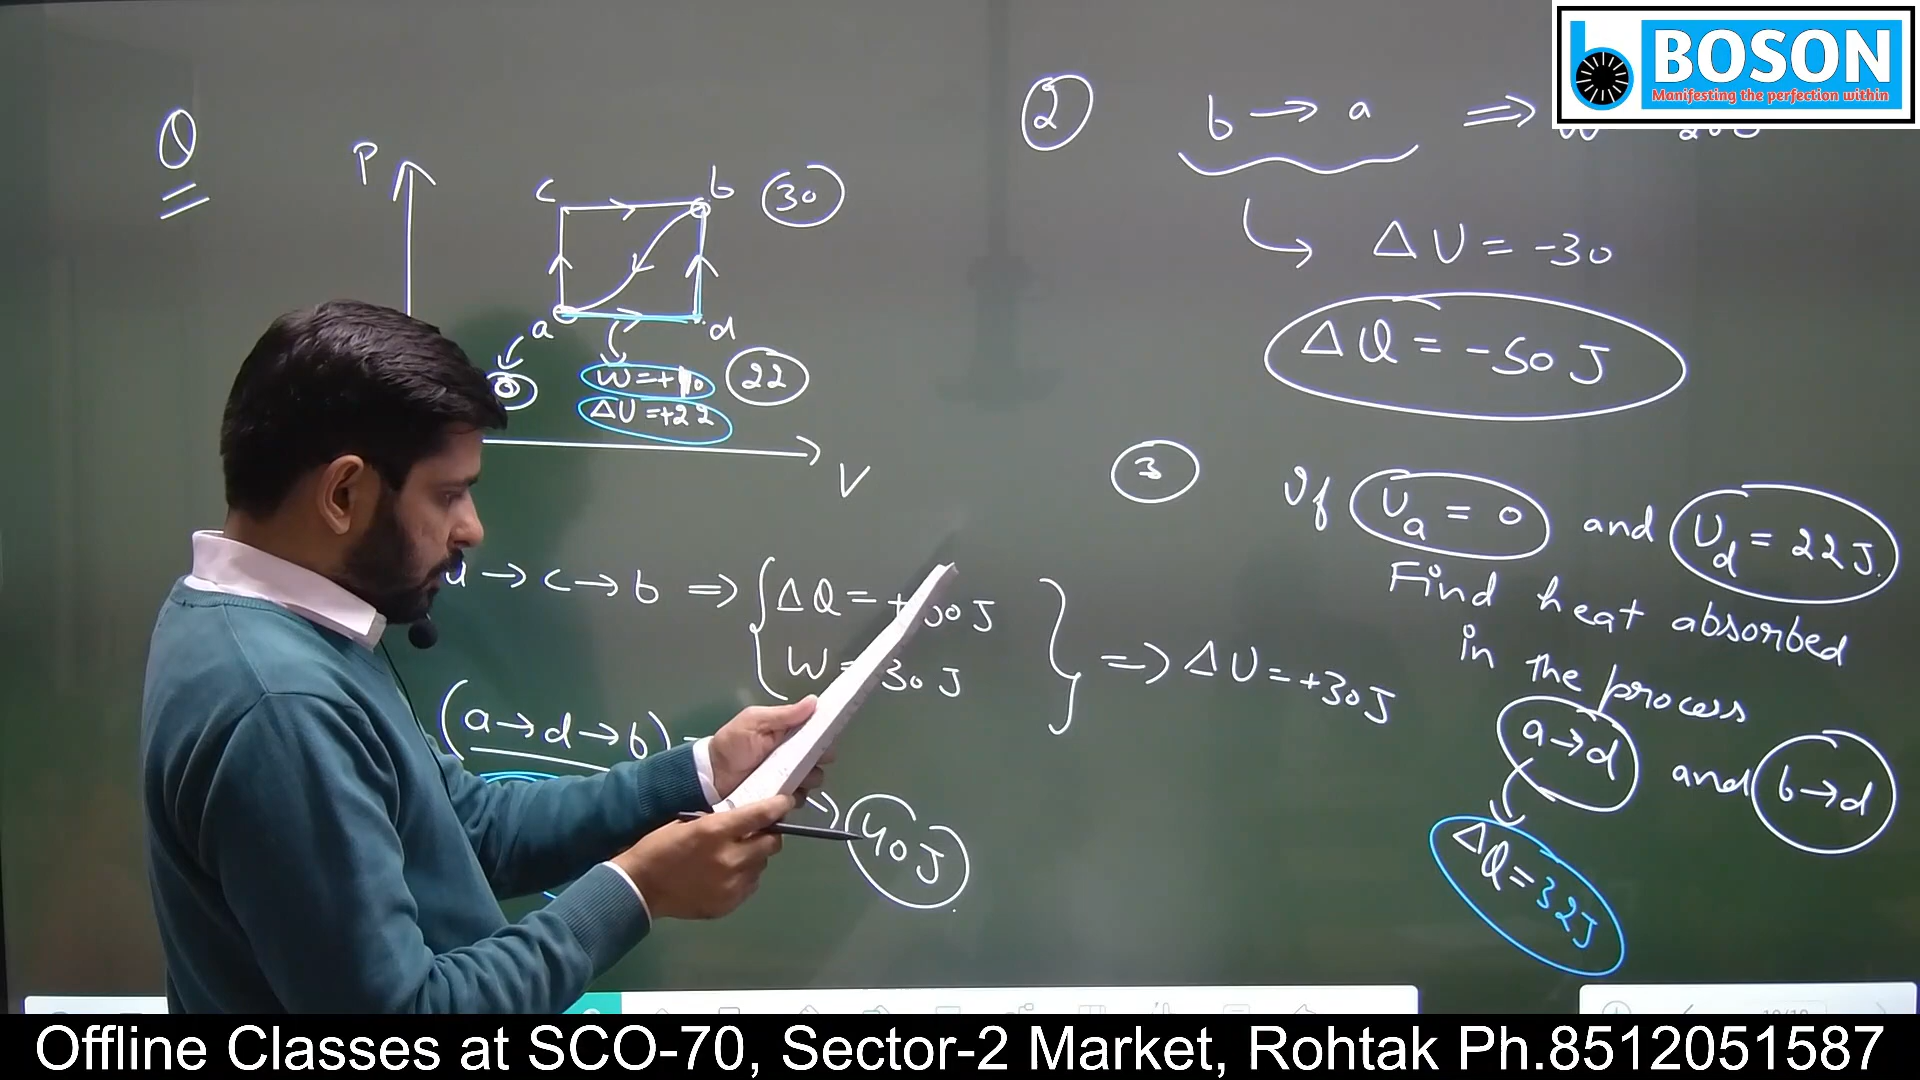 BOSON
Manifesting the perfection within
Q
P
c
b
30
a
d
W = +10
22
ΔU = +22
V
→ c → b ⇒ { ΔQ = J
W 30 J
} ⇒ ΔU = +30 J
(a → d → b)
40 J
2
b → a ⇒
ΔU = -30
ΔQ = -50 J
3
If Ua = 0 and Ud = 22 J.
Find heat absorbed
in the process
a → d and b → d
ΔQ = 32 J
Offline Classes at SCO-70, Sector-2 Market, Rohtak Ph.8512051587